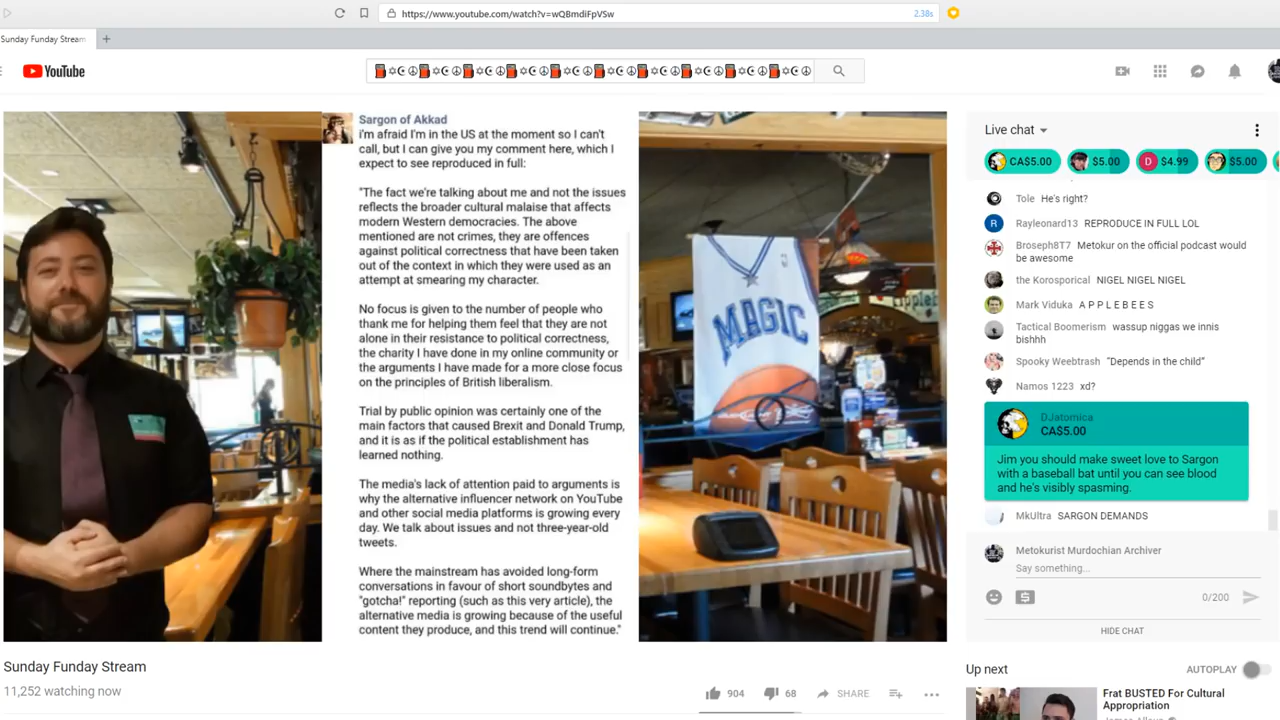 https://www.youtube.com/watch?v=wQBmdiFpVSw
2.38s
Sunday Funday Stream
YouTube
Sargon of Akkad
i'm afraid I'm in the US at the moment so I can't
call, but I can give you my comment here, which I
expect to see reproduced in full:
"The fact we're talking about me and not the issues
reflects the broader cultural malaise that affects
modern Western democracies. The above
mentioned are not crimes, they are offences
against political correctness that have been taken
out of the context in which they were used as an
attempt at smearing my character.
No focus is given to the number of people who
thank me for helping them feel that they are not
alone in their resistance to political correctness,
the charity I have done in my online community or
the arguments I have made for a more close focus
on the principles of British liberalism.
Trial by public opinion was certainly one of the
main factors that caused Brexit and Donald Trump,
and it is as if the political establishment has
learned nothing.
The media's lack of attention paid to arguments is
why the alternative influencer network on YouTube
and other social media platforms is growing every
day. We talk about issues and not three-year-old
tweets.
Where the mainstream has avoided long-form
conversations in favour of short soundbytes and
"gotcha!" reporting (such as this very article), the
alternative media is growing because of the useful
content they produce, and this trend will continue."
MAGIC
Live chat
CA$5.00
$5.00
D $4.99
$5.00
Tole He's right?
R Rayleonard13 REPRODUCE IN FULL LOL
Broseph8T7 Metokur on the official podcast would
be awesome
the Korosporical NIGEL NIGEL NIGEL
Mark Viduka A P P L E B E E S
Tactical Boomerism wassup niggas we innis
bishhh
Spooky Weebtrash "Depends in the child"
Namos 1223 xd?
DJatomica
CA$5.00
Jim you should make sweet love to Sargon
with a baseball bat until you can see blood
and he's visibly spasming.
MkUltra SARGON DEMANDS
Metokurist Murdochian Archiver
Say something...
0/200
HIDE CHAT
Sunday Funday Stream
11,252 watching now
904
68
SHARE
Up next
AUTOPLAY
Frat BUSTED For Cultural
Appropriation